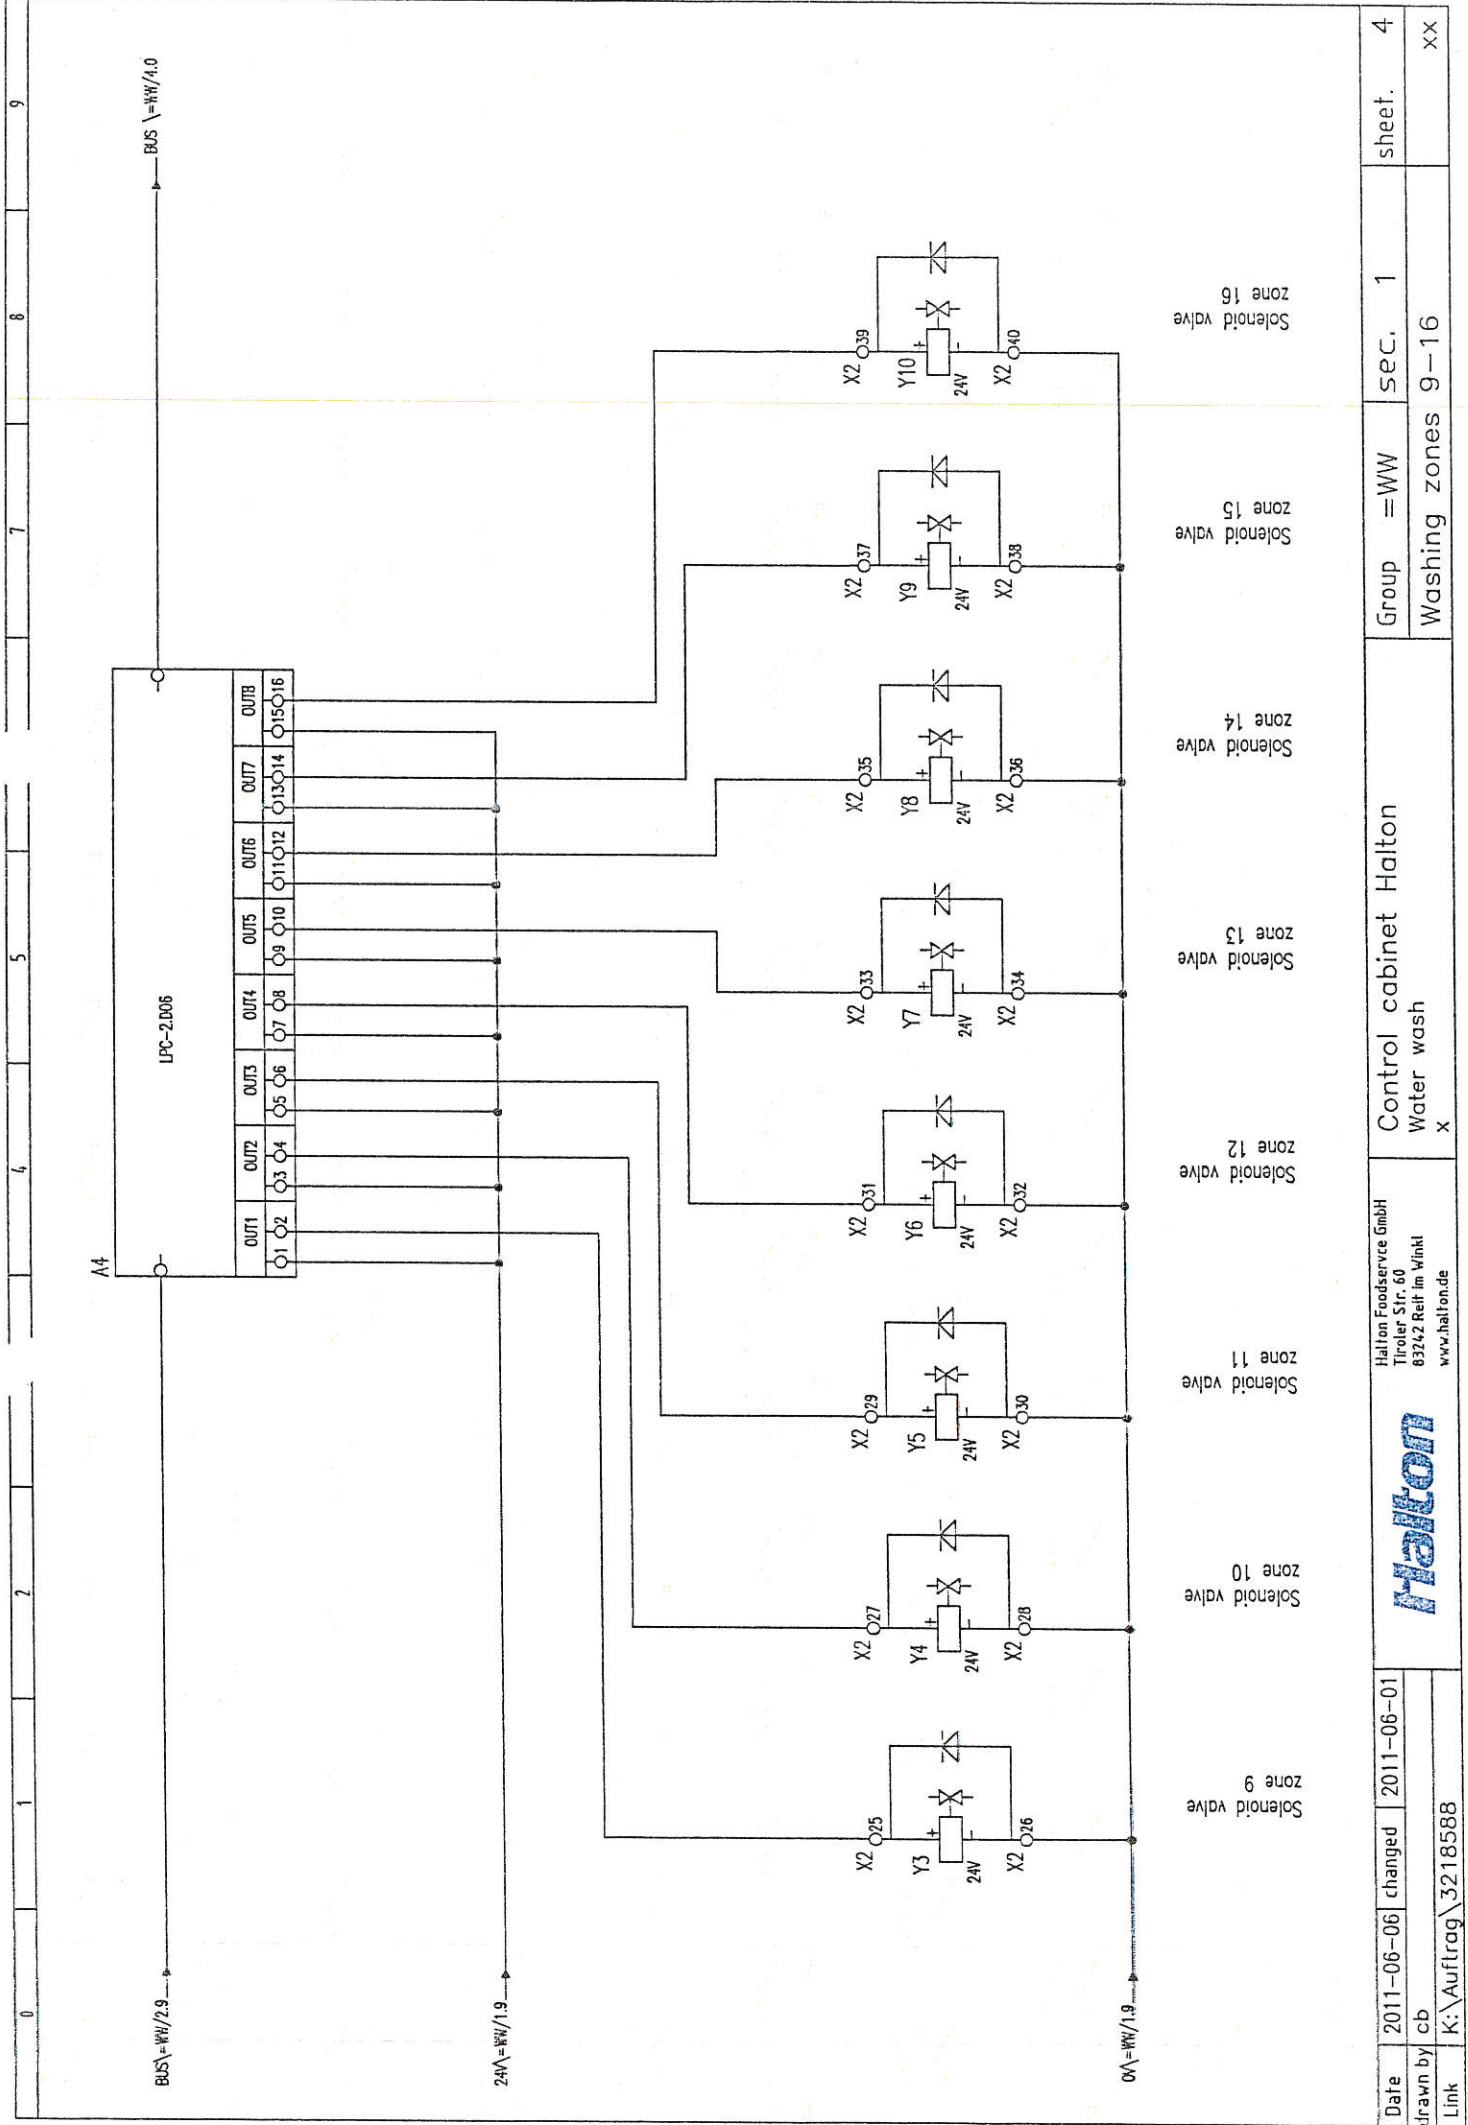 0 1 2 4 5 7 8 9
BUS\=WW/2.9
BUS \=WW/4.0
A4
LPC-2.DO6
OUT1 OUT2 OUT3 OUT4 OUT5 OUT6 OUT7 OUT8
1 2 3 4 5 6 7 8 9 10 11 12 13 14 15 16
24V\=WW/1.9
X2 25 X2 27 X2 29 X2 31 X2 33 X2 35 X2 37 X2 39
Y3 + Y4 + Y5 + Y6 + Y7 + Y8 + Y9 + Y10 +
24V - 24V - 24V - 24V - 24V - 24V - 24V - 24V -
X2 26 X2 28 X2 30 X2 32 X2 34 X2 36 X2 38 X2 40
0V\=WW/1.9
Solenoid valve
zone 9
Solenoid valve
zone 10
Solenoid valve
zone 11
Solenoid valve
zone 12
Solenoid valve
zone 13
Solenoid valve
zone 14
Solenoid valve
zone 15
Solenoid valve
zone 16
Date 2011-06-06 changed 2011-06-01
drawn by cb
Link K:\Auftrag\3218588
Halton
Halton Foodservce GmbH
Tiroler Str. 60
83242 Reit im Winkl
www.halton.de
Control cabinet Halton
Water wash
x
Group =WW sec. 1 sheet. 4
Washing zones 9-16 xx